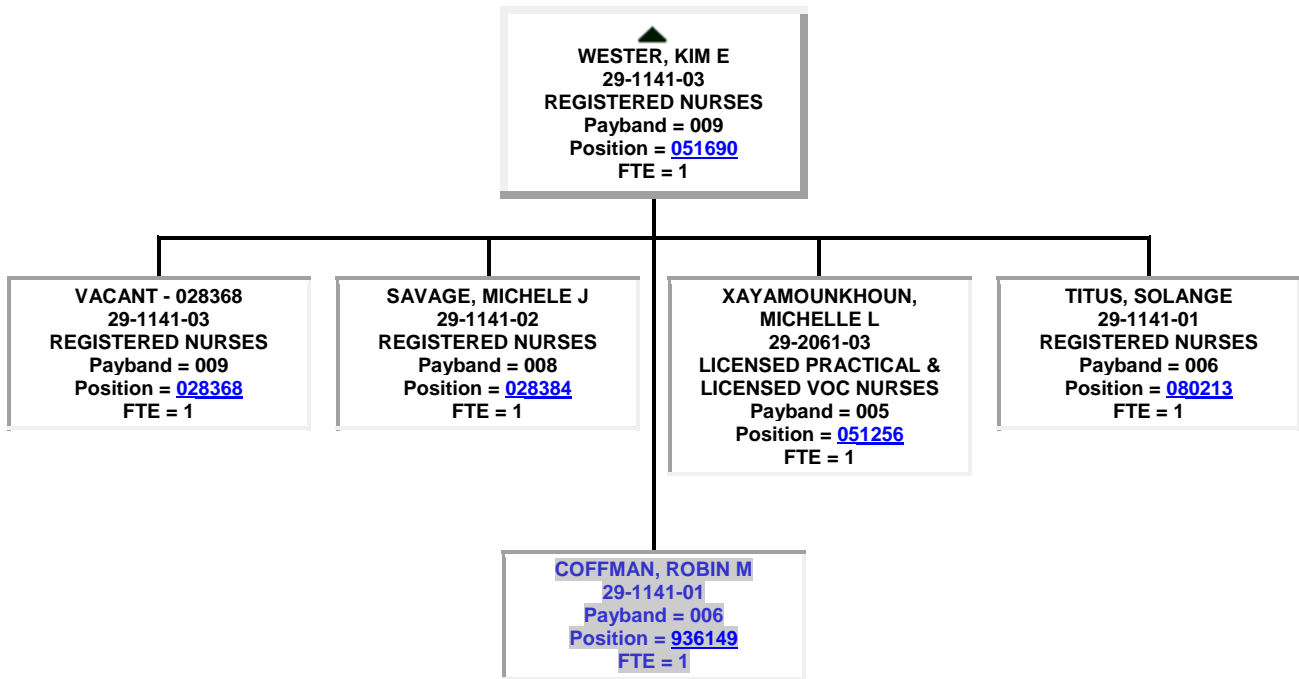 WESTER, KIM E
29-1141-03
REGISTERED NURSES
Payband = 009
Position = 051690
FTE = 1
VACANT - 028368
29-1141-03
REGISTERED NURSES
Payband = 009
Position = 028368
FTE = 1
SAVAGE, MICHELE J
29-1141-02
REGISTERED NURSES
Payband = 008
Position = 028384
FTE = 1
XAYAMOUNKHOUN,
MICHELLE L
29-2061-03
LICENSED PRACTICAL &
LICENSED VOC NURSES
Payband = 005
Position = 051256
FTE = 1
TITUS, SOLANGE
29-1141-01
REGISTERED NURSES
Payband = 006
Position = 080213
FTE = 1
COFFMAN, ROBIN M
29-1141-01
Payband = 006
Position = 936149
FTE = 1